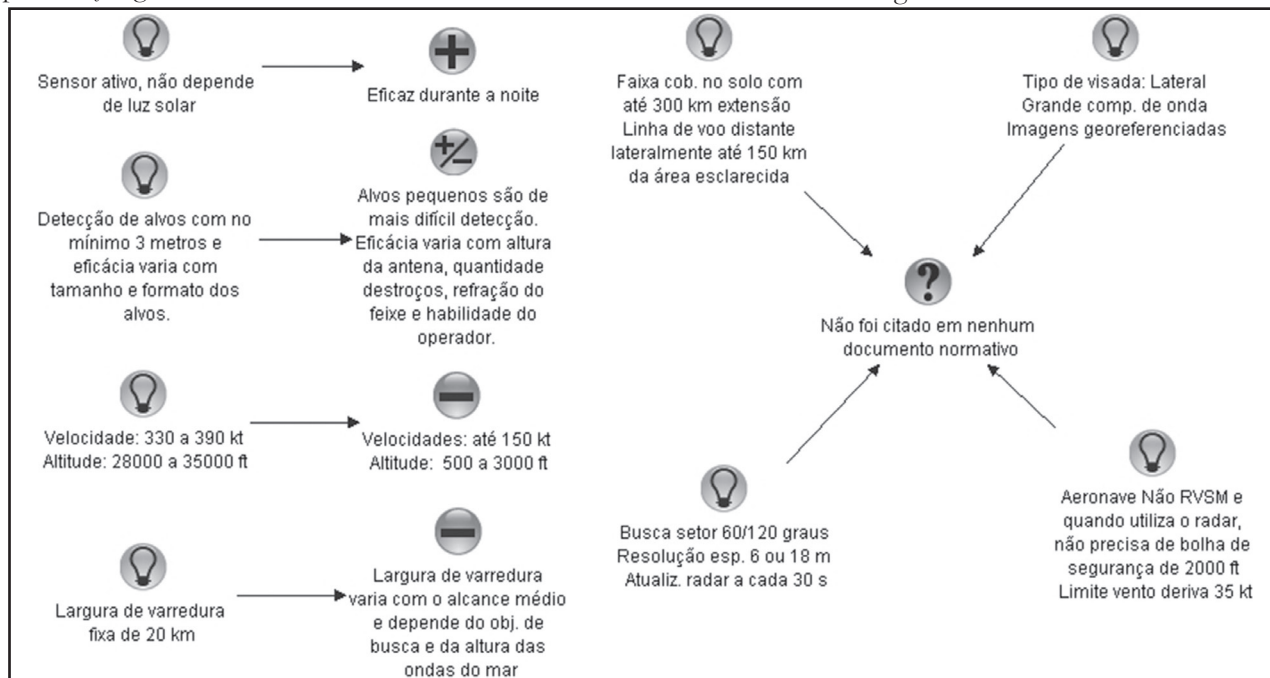 Sensor ativo, não depende
de luz solar
Eficaz durante a noite
Detecção de alvos com no
mínimo 3 metros e
eficácia varia com
tamanho e formato dos
alvos.
Alvos pequenos são de
mais difícil detecção.
Eficácia varia com altura
da antena, quantidade
destroços, refração do
feixe e habilidade do
operador.
Velocidade: 330 a 390 kt
Altitude: 28000 a 35000 ft
Velocidades: até 150 kt
Altitude: 500 a 3000 ft
Largura de varredura
fixa de 20 km
Largura de varredura
varia com o alcance médio
e depende do obj. de
busca e da altura das
ondas do mar
Faixa cob. no solo com
até 300 km extensão
Linha de voo distante
lateralmente até 150 km
da área esclarecida
Tipo de visada: Lateral
Grande comp. de onda
Imagens georeferenciadas
?
Não foi citado em nenhum
documento normativo
Busca setor 60/120 graus
Resolução esp. 6 ou 18 m
Atualiz. radar a cada 30 s
Aeronave Não RVSM e
quando utiliza o radar,
não precisa de bolha de
segurança de 2000 ft
Limite vento deriva 35 kt